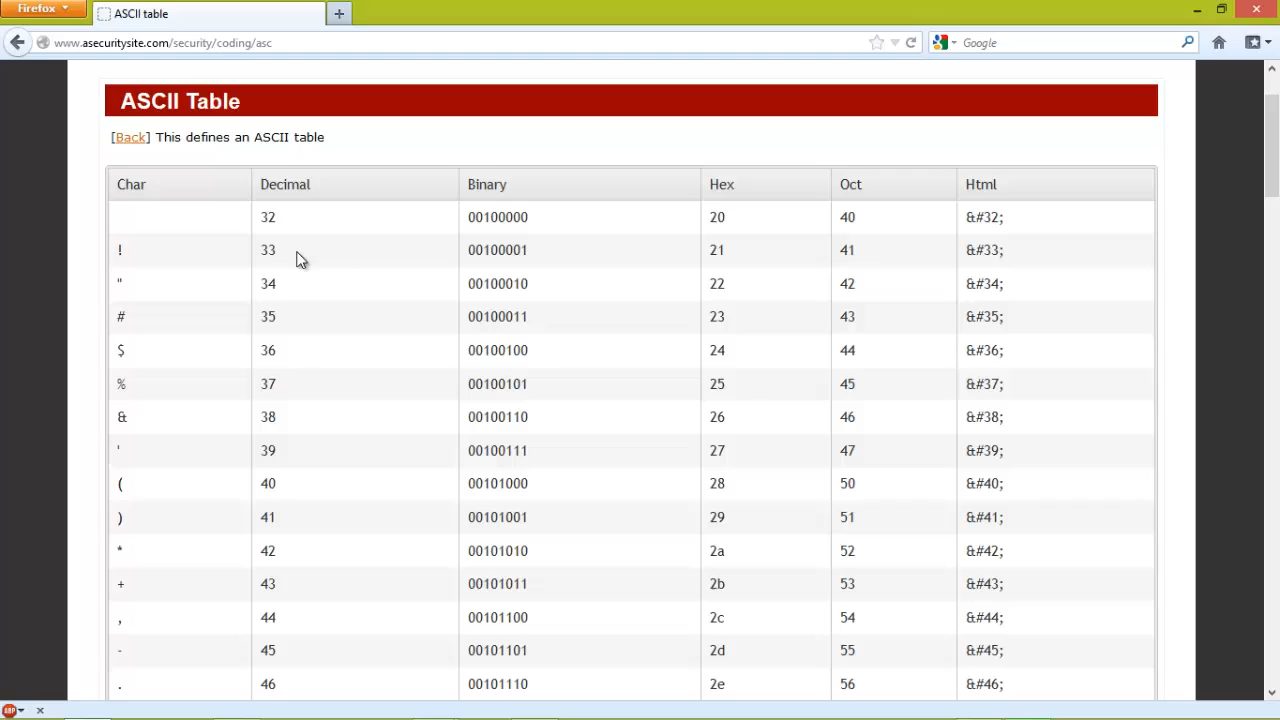 Firefox
ASCII table
www.asecuritysite.com/security/coding/asc
Google
ASCII Table
[Back] This defines an ASCII table
Char Decimal Binary Hex Oct Html
32 00100000 20 40 &#32;
! 33 00100001 21 41 &#33;
" 34 00100010 22 42 &#34;
# 35 00100011 23 43 &#35;
$ 36 00100100 24 44 &#36;
% 37 00100101 25 45 &#37;
& 38 00100110 26 46 &#38;
' 39 00100111 27 47 &#39;
( 40 00101000 28 50 &#40;
) 41 00101001 29 51 &#41;
* 42 00101010 2a 52 &#42;
+ 43 00101011 2b 53 &#43;
, 44 00101100 2c 54 &#44;
- 45 00101101 2d 55 &#45;
. 46 00101110 2e 56 &#46;
ABP